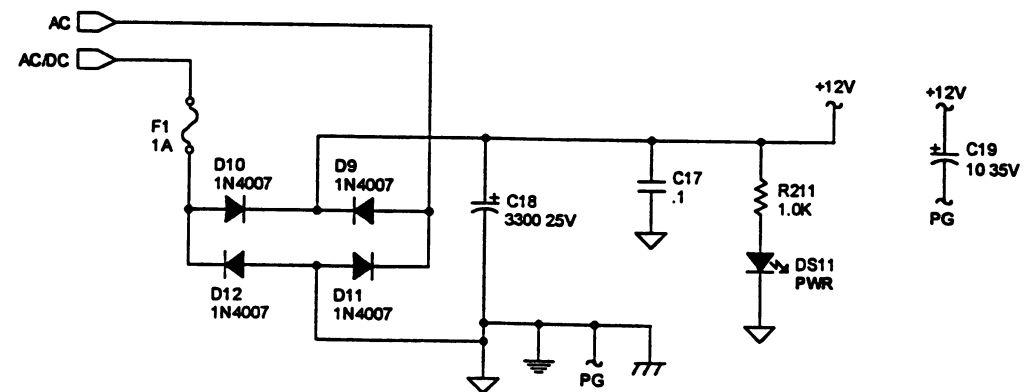 AC
AC/DC
F1
1A
D10
1N4007
D9
1N4007
D12
1N4007
D11
1N4007
+
C18
3300 25V
C17
.1
R211
1.0K
DS11
PWR
+12V
+12V
+
C19
10 35V
PG
PG